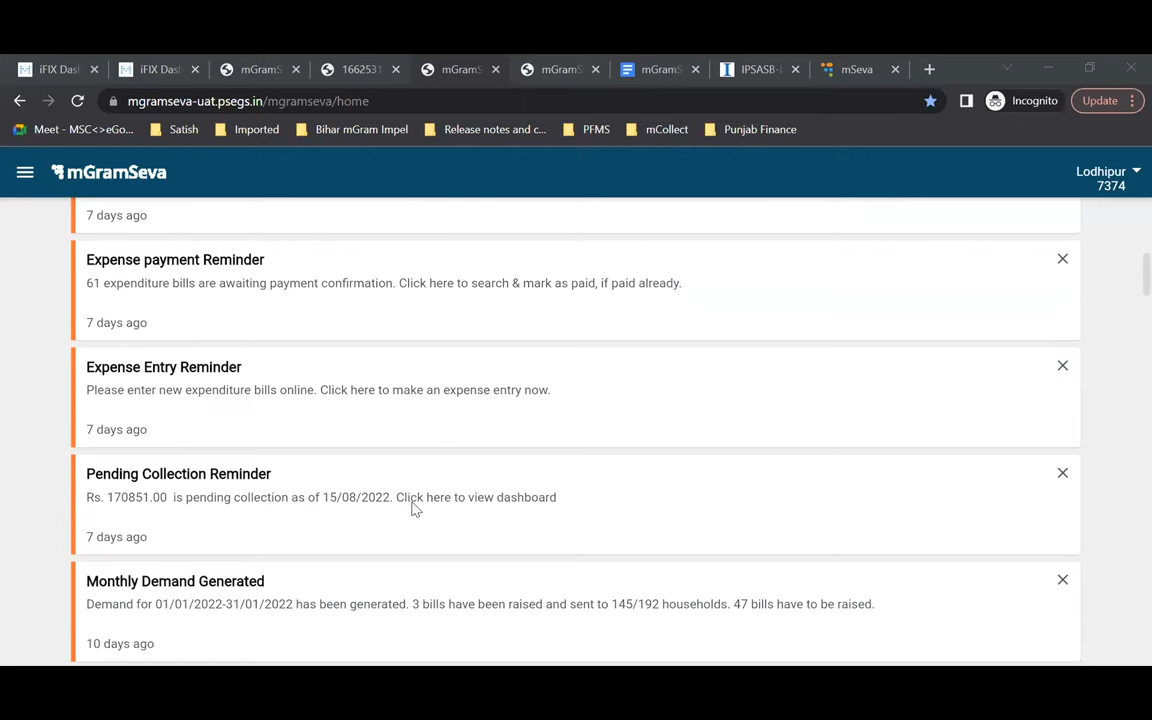 iFIX Das
iFIX Das
mGramS
1662531
mGramS
mGramS
mGramS
IPSASB-
mSeva
mgramseva-uat.psegs.in/mgramseva/home
Incognito
Update
Meet - MSC<>eGo...
Satish
Imported
Bihar mGram Impel
Release notes and c...
PFMS
mCollect
Punjab Finance
mGramSeva
Lodhipur
7374
7 days ago
Expense payment Reminder
61 expenditure bills are awaiting payment confirmation. Click here to search & mark as paid, if paid already.
7 days ago
Expense Entry Reminder
Please enter new expenditure bills online. Click here to make an expense entry now.
7 days ago
Pending Collection Reminder
Rs. 170851.00 is pending collection as of 15/08/2022. Click here to view dashboard
7 days ago
Monthly Demand Generated
Demand for 01/01/2022-31/01/2022 has been generated. 3 bills have been raised and sent to 145/192 households. 47 bills have to be raised.
10 days ago